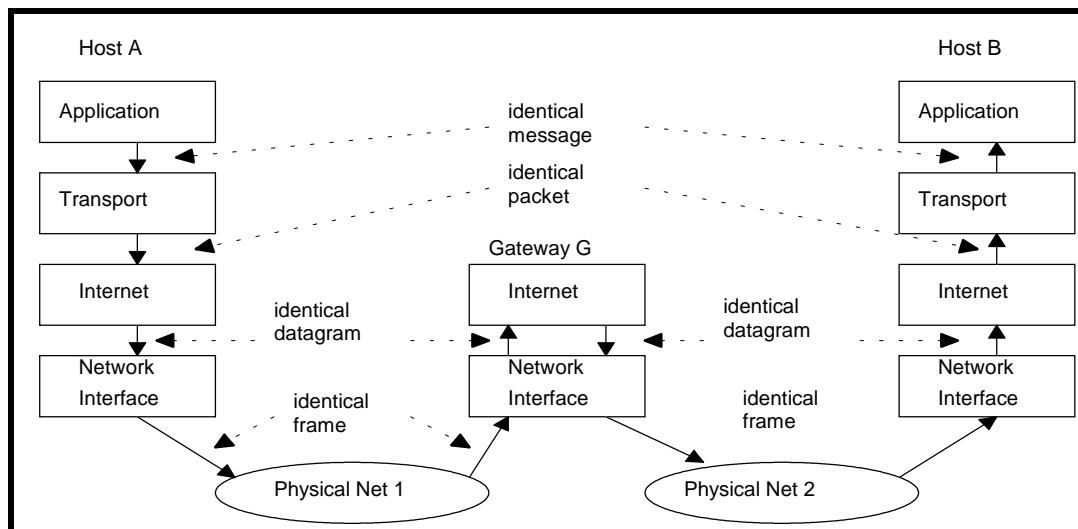 Host A
Host B
Application
identical
message
Application
Transport
identical
packet
Transport
Gateway G
Internet
Internet
Internet
identical
datagram
identical
datagram
Network
Interface
Network
Interface
Network
Interface
identical
frame
identical
frame
Physical Net 1
Physical Net 2